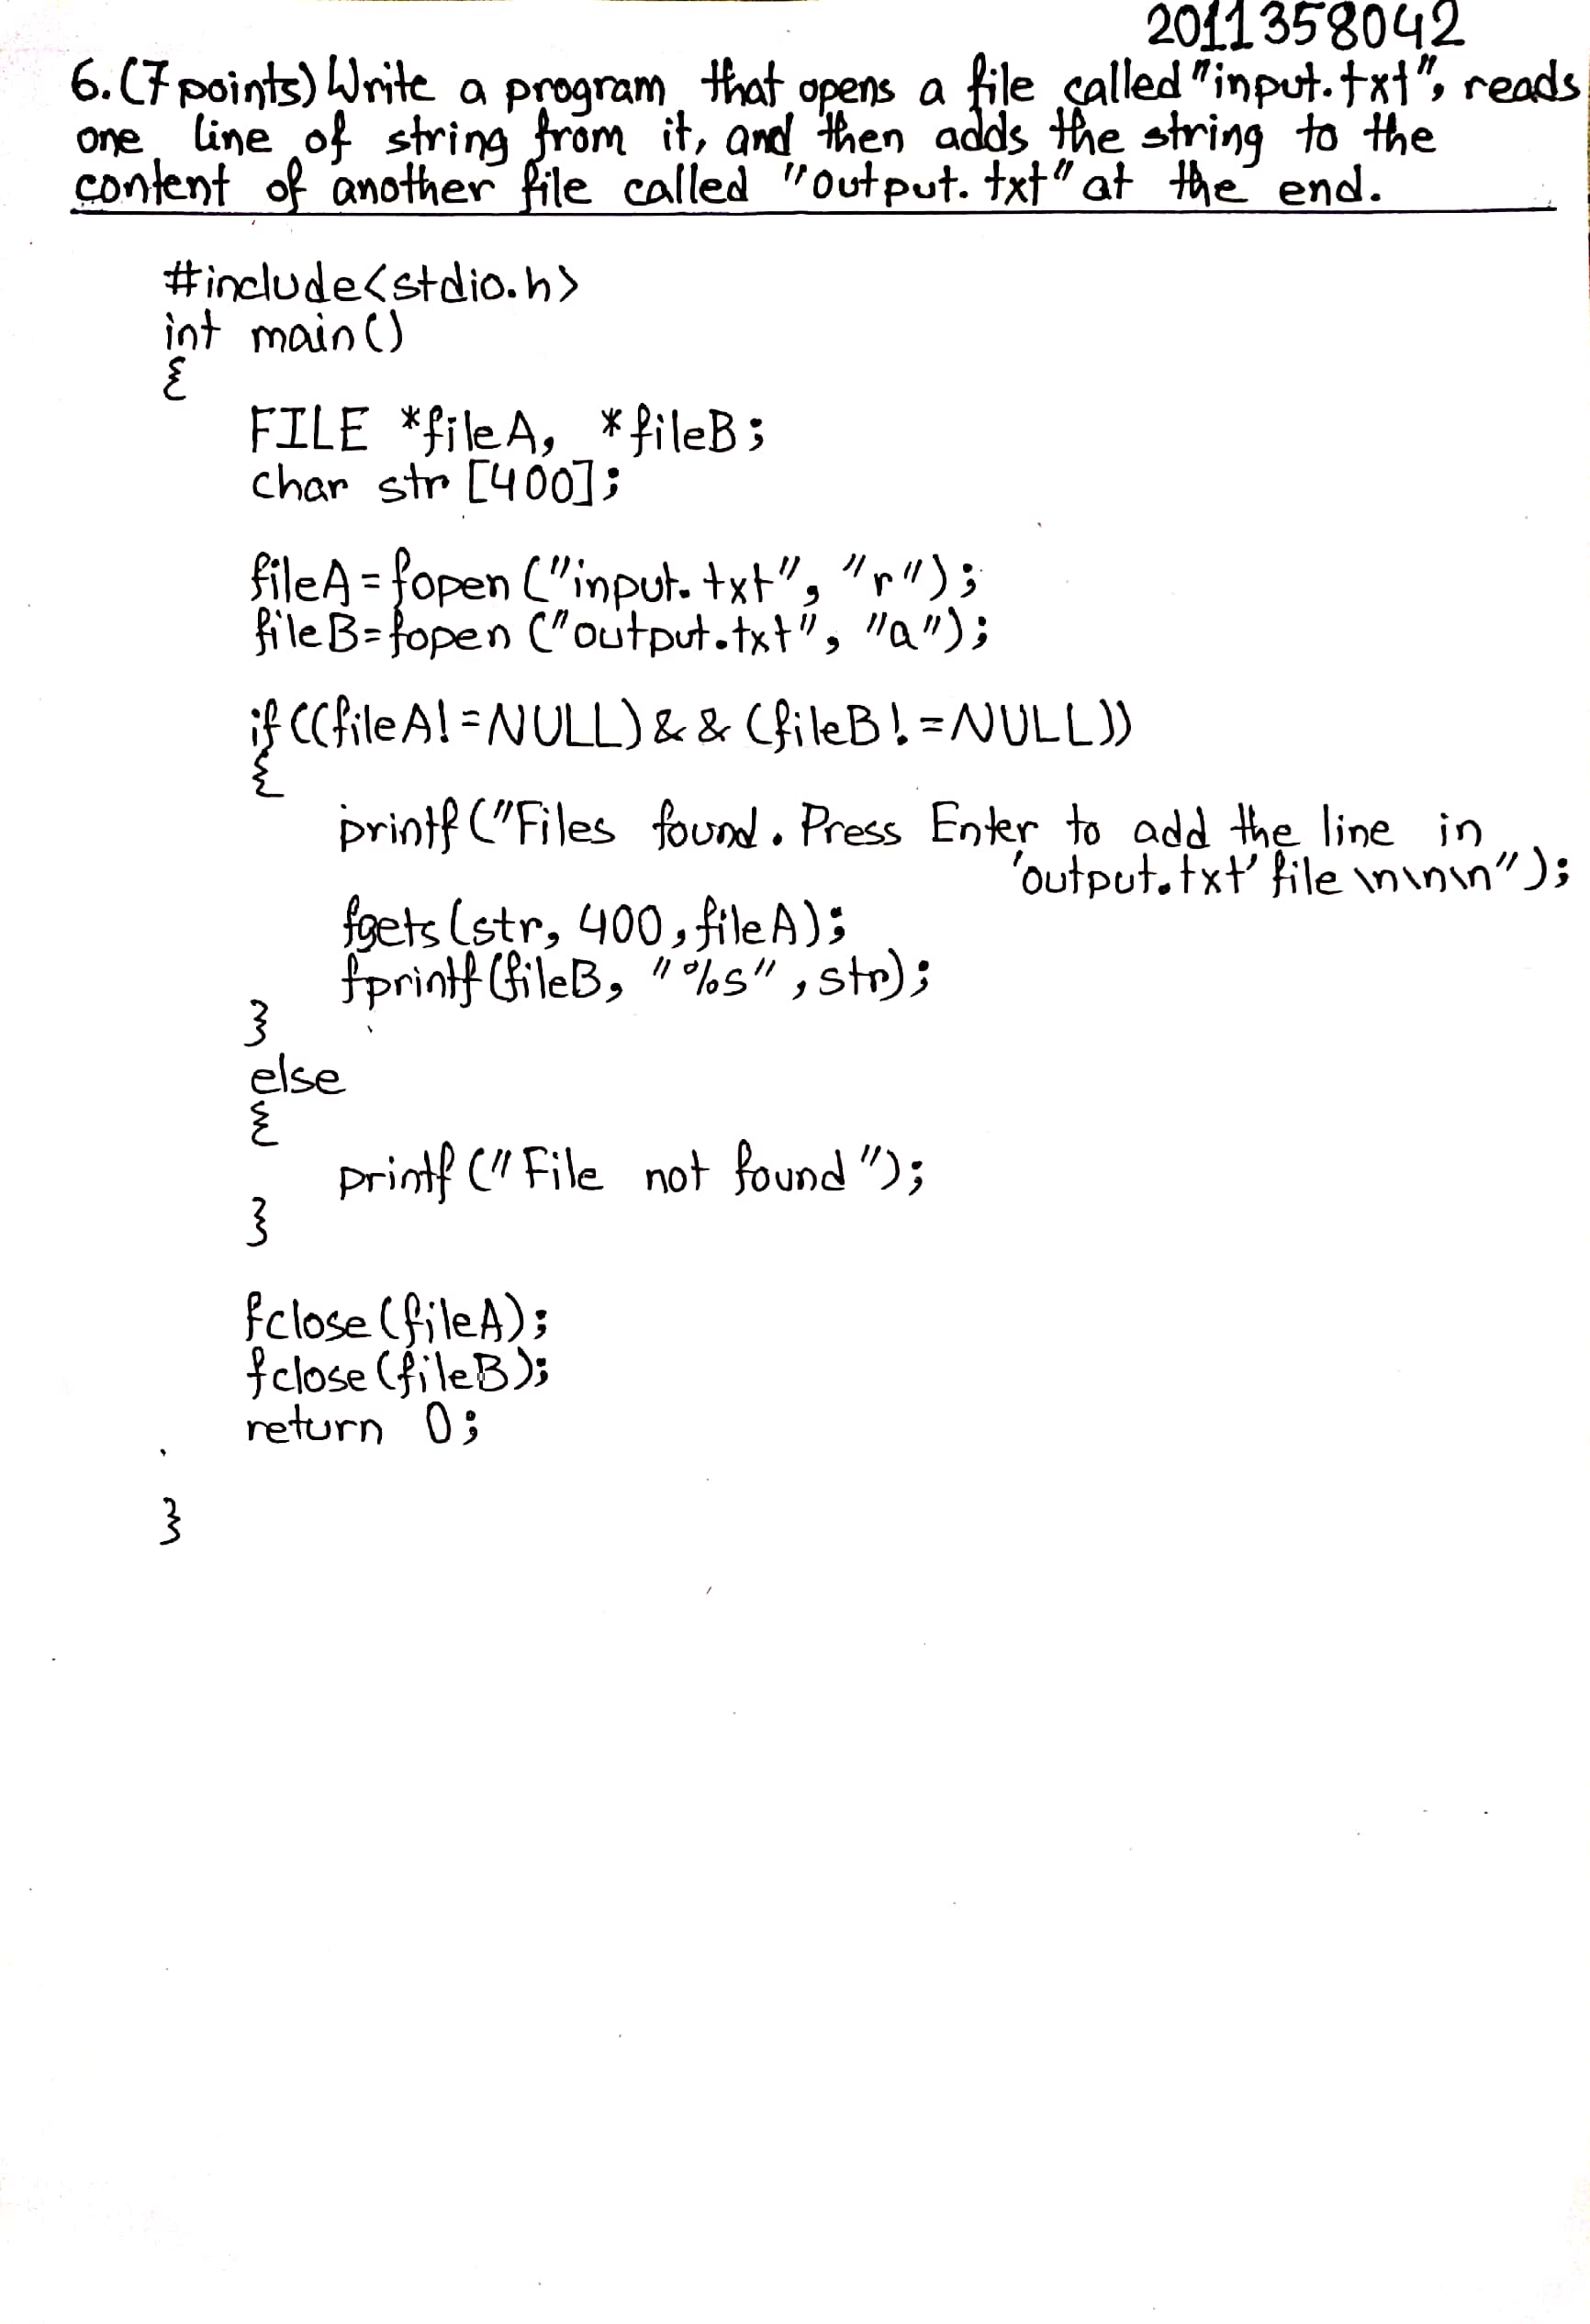 2011358042
6. (7 points) Write a program that opens a file called "input.txt", reads
one line of string from it, and then adds the string to the
content of another file called "output.txt" at the end.
#include<stdio.h>
int main()
{
FILE *fileA, *fileB;
char str [400];
fileA = fopen ("input.txt", "r");
fileB = fopen ("output.txt", "a");
if ((fileA! = NULL) && (fileB! = NULL))
{
printf ("Files found. Press Enter to add the line in
'output.txt' file \n\n\n");
fgets (str, 400, fileA);
fprintf (fileB, "%s", str);
}
else
{
printf ("File not found");
}
fclose (fileA);
fclose (fileB);
return 0;
}